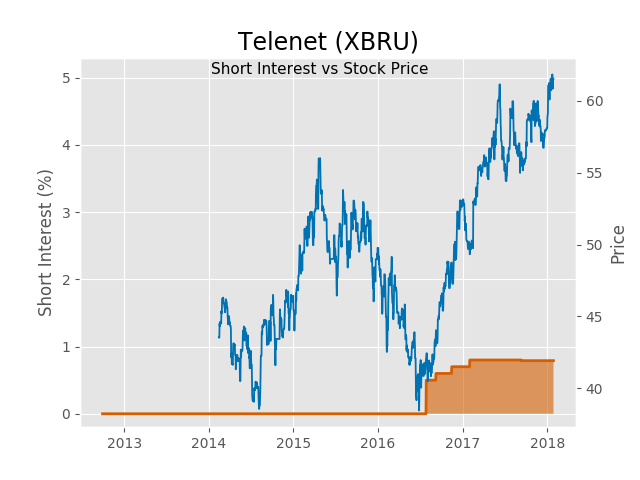 Telenet (XBRU)
Short Interest vs Stock Price
Short Interest (%)
5
4
3
2
1
0
60
55
50
45
40
Price
2013 2014 2015 2016 2017 2018